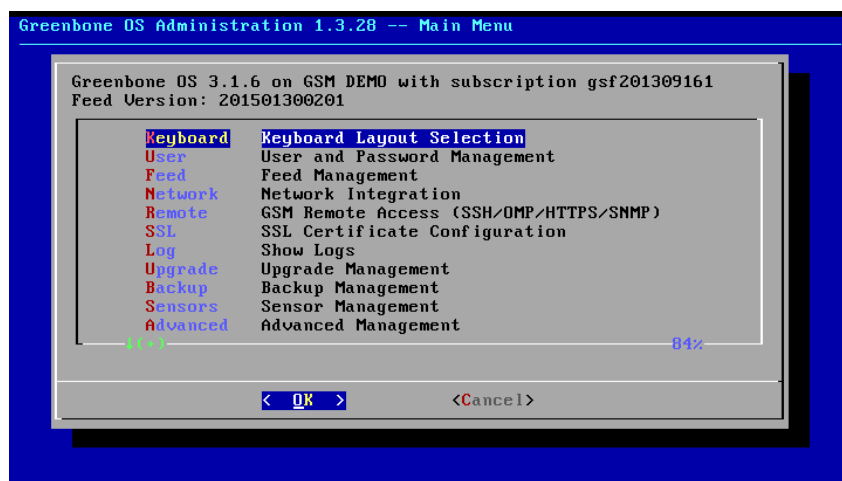 Greenbone OS Administration 1.3.28 -- Main Menu
Greenbone OS 3.1.6 on GSM DEMO with subscription gsf201309161
Feed Version: 201501300201
Keyboard Keyboard Layout Selection
User User and Password Management
Feed Feed Management
Network Network Integration
Remote GSM Remote Access (SSH/OMP/HTTPS/SNMP)
SSL SSL Certificate Configuration
Log Show Logs
Upgrade Upgrade Management
Backup Backup Management
Sensors Sensor Management
Advanced Advanced Management
↓(+) 84%
< OK > <Cancel>